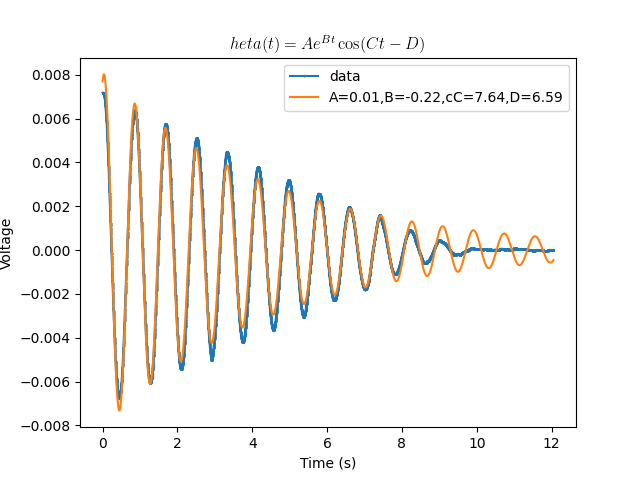 heta(t) = Ae^{Bt} cos(Ct − D)
data
A=0.01,B=-0.22,cC=7.64,D=6.59
0.008
0.006
0.004
0.002
0.000
−0.002
−0.004
−0.006
−0.008
Voltage
0 2 4 6 8 10 12
Time (s)